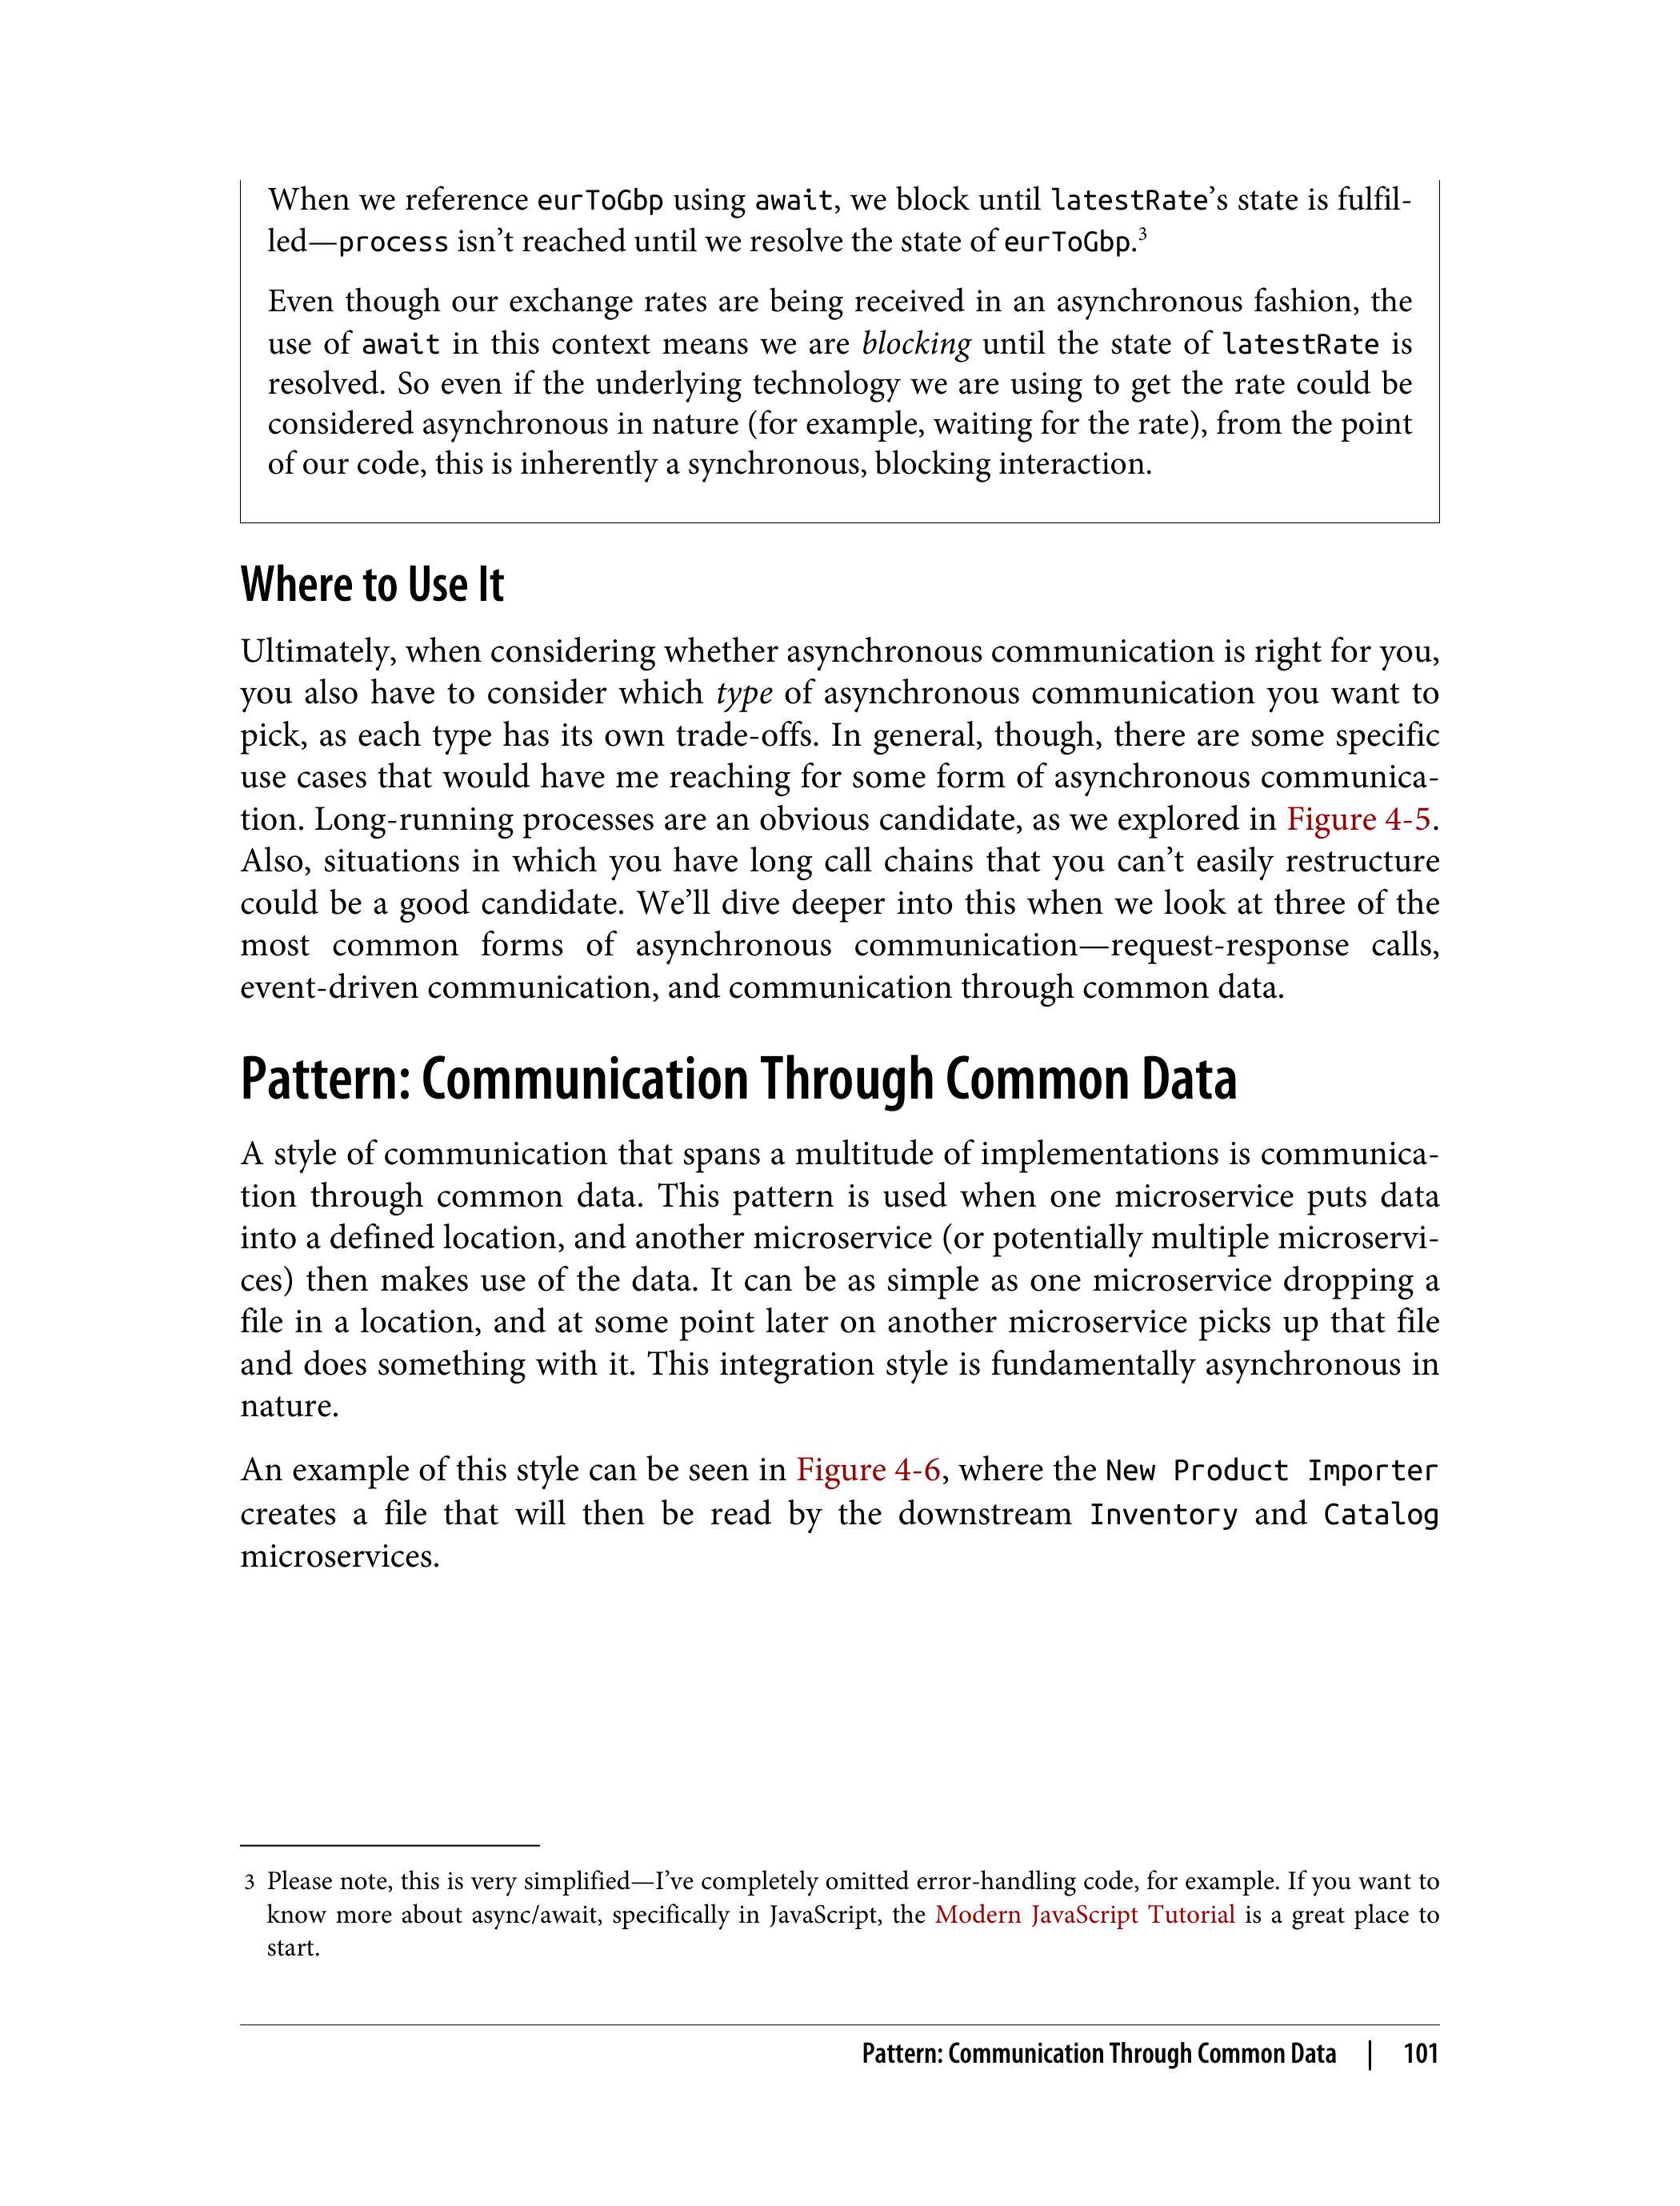 When we reference eurToGbp using await, we block until latestRate’s state is fulfil-
led—process isn’t reached until we resolve the state of eurToGbp.3
Even though our exchange rates are being received in an asynchronous fashion, the
use of await in this context means we are blocking until the state of latestRate is
resolved. So even if the underlying technology we are using to get the rate could be
considered asynchronous in nature (for example, waiting for the rate), from the point
of our code, this is inherently a synchronous, blocking interaction.
Where to Use It
Ultimately, when considering whether asynchronous communication is right for you,
you also have to consider which type of asynchronous communication you want to
pick, as each type has its own trade-offs. In general, though, there are some specific
use cases that would have me reaching for some form of asynchronous communica-
tion. Long-running processes are an obvious candidate, as we explored in Figure 4-5.
Also, situations in which you have long call chains that you can’t easily restructure
could be a good candidate. We’ll dive deeper into this when we look at three of the
most common forms of asynchronous communication—request-response calls,
event-driven communication, and communication through common data.
Pattern: Communication Through Common Data
A style of communication that spans a multitude of implementations is communica-
tion through common data. This pattern is used when one microservice puts data
into a defined location, and another microservice (or potentially multiple microservi-
ces) then makes use of the data. It can be as simple as one microservice dropping a
file in a location, and at some point later on another microservice picks up that file
and does something with it. This integration style is fundamentally asynchronous in
nature.
An example of this style can be seen in Figure 4-6, where the New Product Importer
creates a file that will then be read by the downstream Inventory and Catalog
microservices.
3 Please note, this is very simplified—I’ve completely omitted error-handling code, for example. If you want to
know more about async/await, specifically in JavaScript, the Modern JavaScript Tutorial is a great place to
start.
Pattern: Communication Through Common Data | 101